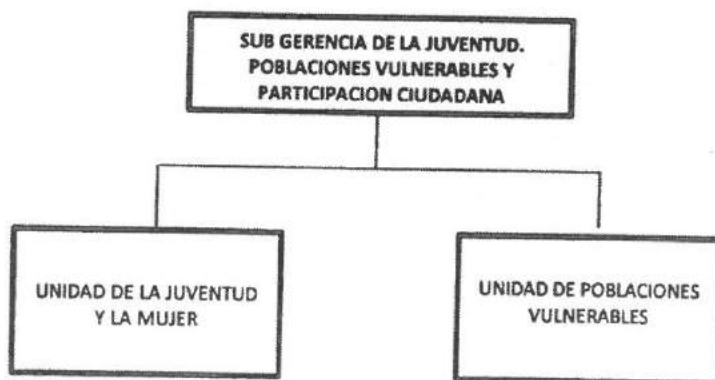 SUB GERENCIA DE LA JUVENTUD.
POBLACIONES VULNERABLES Y
PARTICIPACION CIUDADANA
UNIDAD DE LA JUVENTUD
Y LA MUJER
UNIDAD DE POBLACIONES
VULNERABLES